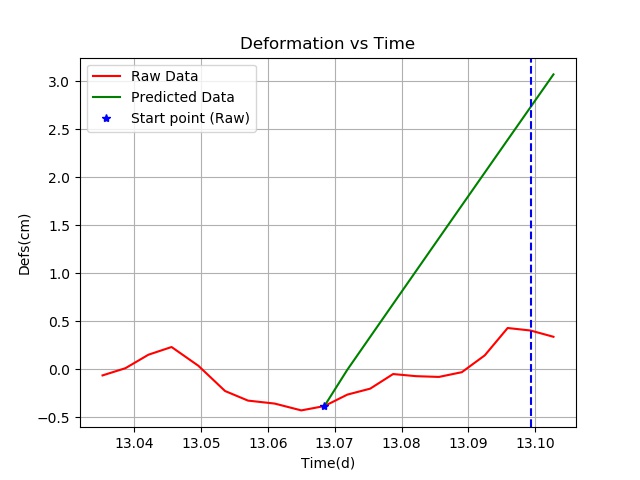 Deformation vs Time
Raw Data
Predicted Data
Start point (Raw)
3.0
2.5
2.0
1.5
1.0
0.5
0.0
−0.5
Defs(cm)
13.04 13.05 13.06 13.07 13.08 13.09 13.10
Time(d)